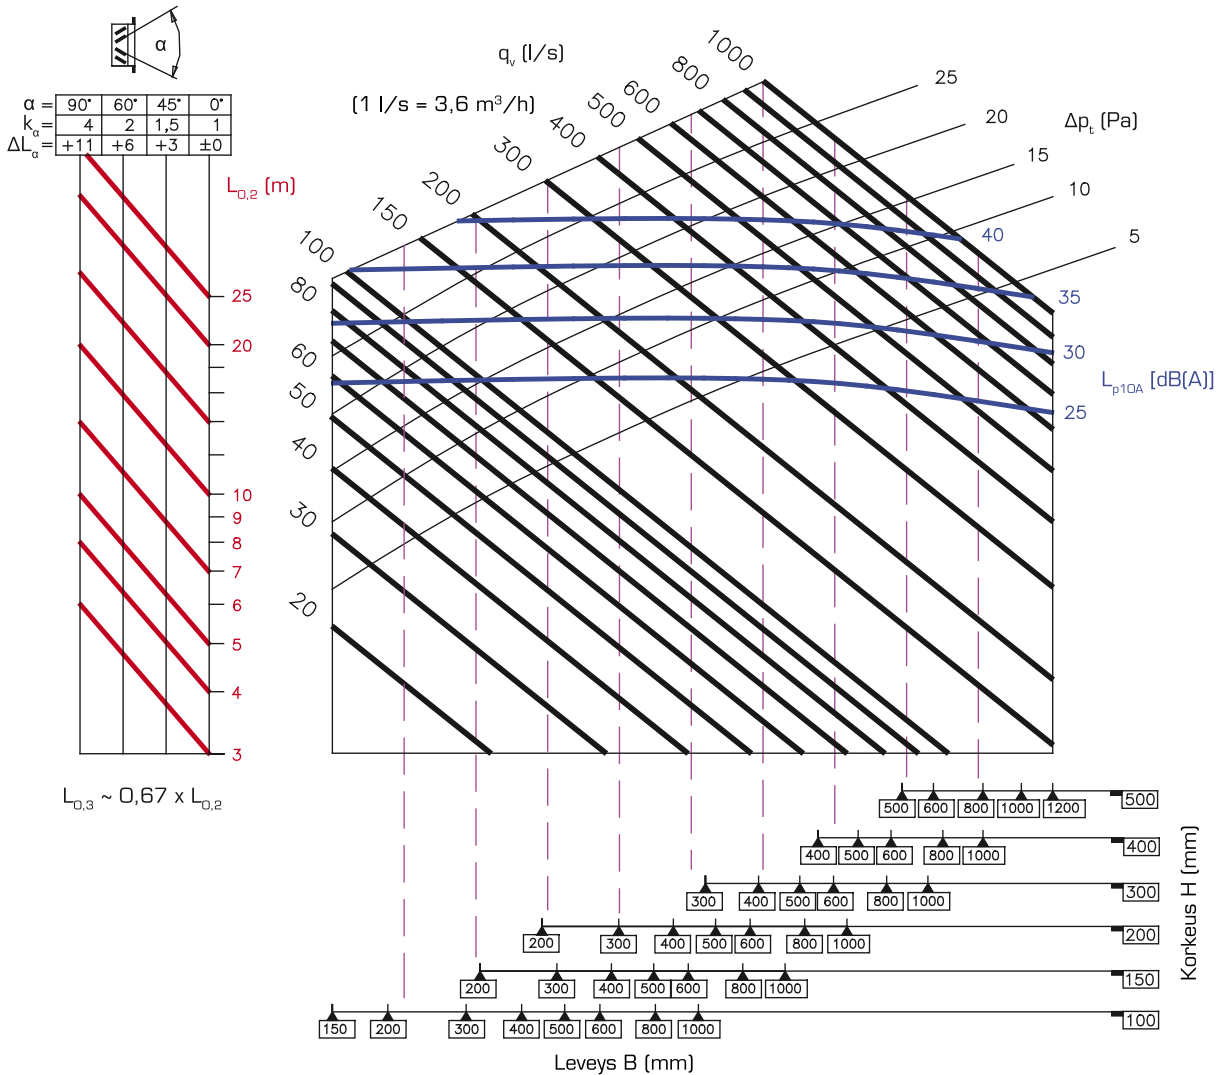 α
α = 90° 60° 45° 0°
kα = 4 2 1,5 1
ΔLα = +11 +6 +3 ±0
L0,2 (m)
25
20
10
9
8
7
6
5
4
3
L0,3 ~ 0,67 x L0,2
qv (l/s)
(1 l/s = 3,6 m³/h)
1000
800
600
500
400
300
200
150
100
80
60
50
40
30
20
25
20
15
10
5
Δpt (Pa)
40
35
30
25
Lp10A [dB(A)]
500 600 800 1000 1200 500
400 500 600 800 1000 400
300 400 500 600 800 1000 300
200 300 400 500 600 800 1000 200
200 300 400 500 600 800 1000 150
150 200 300 400 500 600 800 1000 100
Korkeus H (mm)
Leveys B (mm)